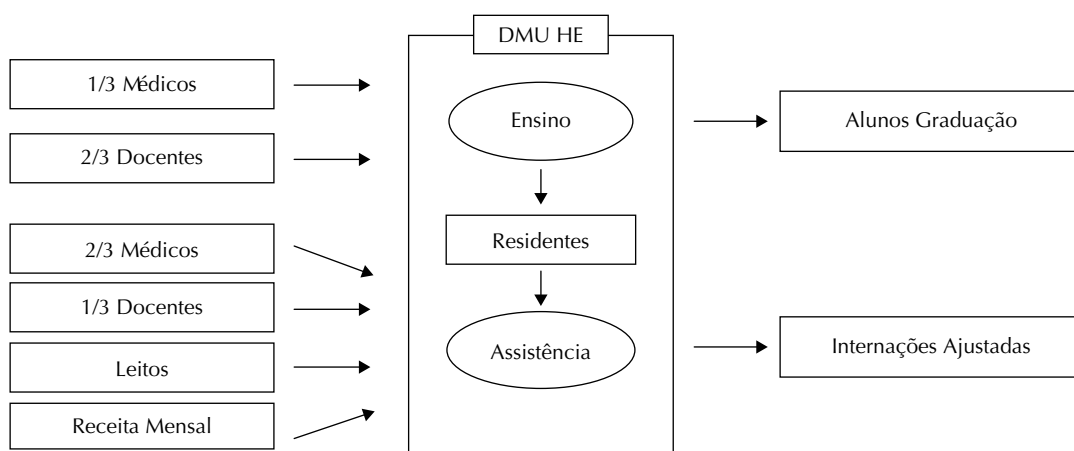 DMU HE
1/3 Médicos
2/3 Docentes
2/3 Médicos
1/3 Docentes
Leitos
Receita Mensal
Ensino
Residentes
Assistência
Alunos Graduação
Internações Ajustadas